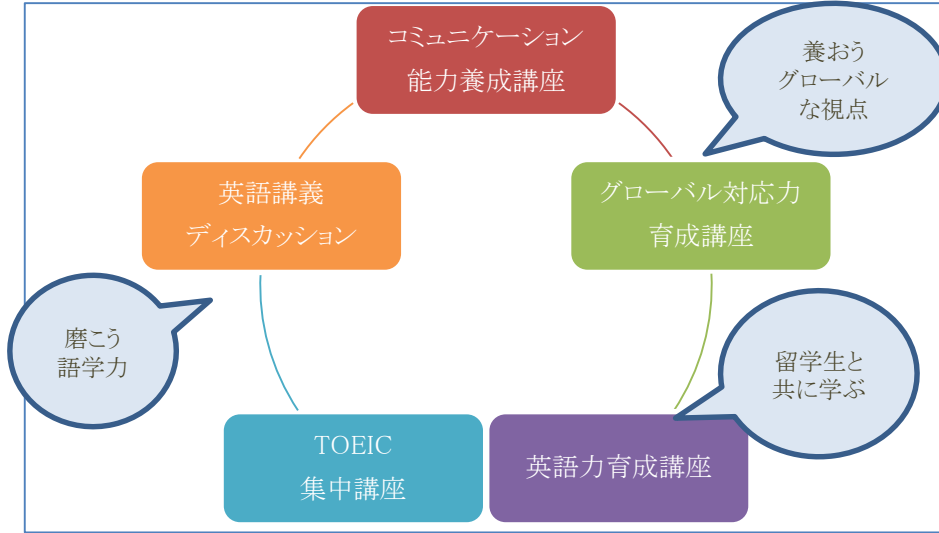 コミュニケーション
能力養成講座
養おう
グローバル
な視点
英語講義
ディスカッション
グローバル対応力
育成講座
磨こう
語学力
留学生と
共に学ぶ
TOEIC
集中講座
英語力育成講座